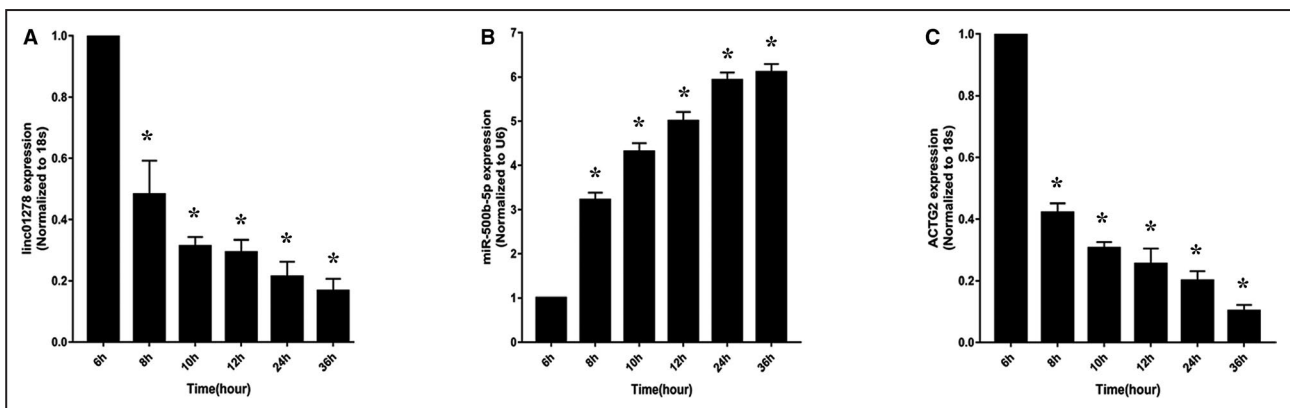 A
linc01278 expression
(Normalized to 18s)
1.0
0.8
0.6
0.4
0.2
0.0
*
*
*
*
*
6h
8h
10h
12h
24h
36h
Time(hour)
B
miR-500b-5p expression
(Normalized to U6)
7
6
5
4
3
2
1
0
*
*
*
*
*
6h
8h
10h
12h
24h
36h
Time(hour)
C
ACTG2 expression
(Normalized to 18s)
1.0
0.8
0.6
0.4
0.2
0.0
*
*
*
*
*
6h
8h
10h
12h
24h
36h
Time(hour)